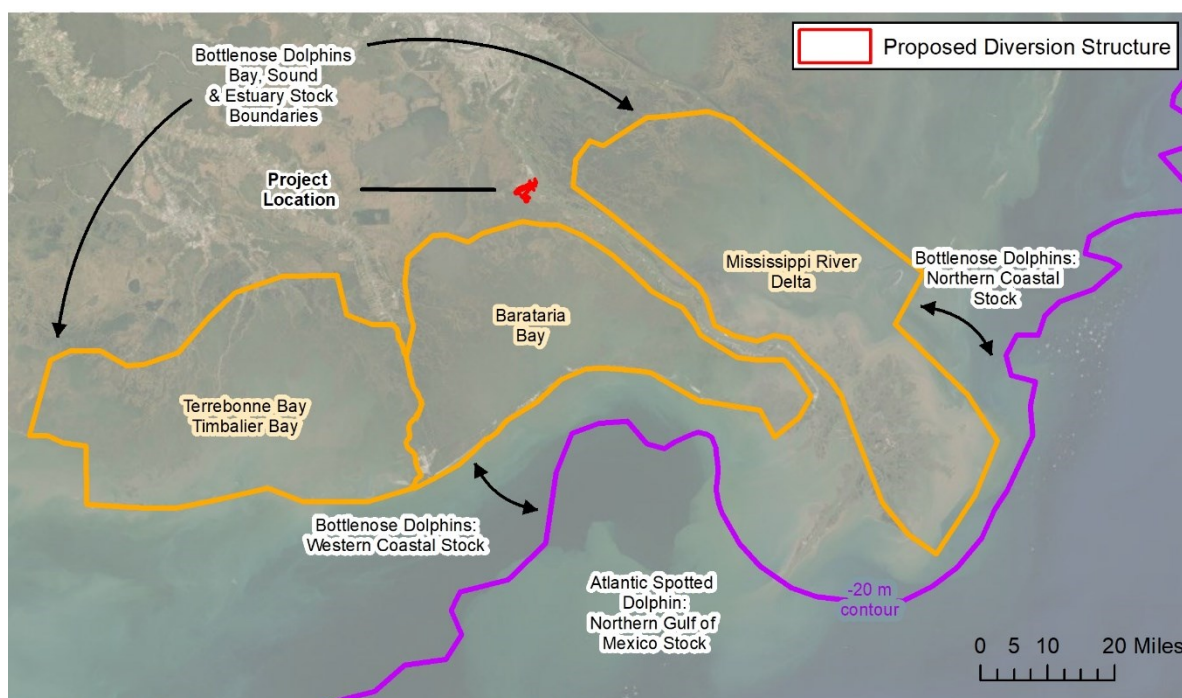 Bottlenose Dolphins
Bay, Sound
& Estuary Stock
Boundaries
Proposed Diversion Structure
Project
Location
Mississippi River
Delta
Bottlenose Dolphins:
Northern Coastal
Stock
Barataria
Bay
Terrebonne Bay
Timbalier Bay
Bottlenose Dolphins:
Western Coastal Stock
Atlantic Spotted
Dolphin:
Northern Gulf of
Mexico Stock
-20 m
contour
0 5 10 20 Miles